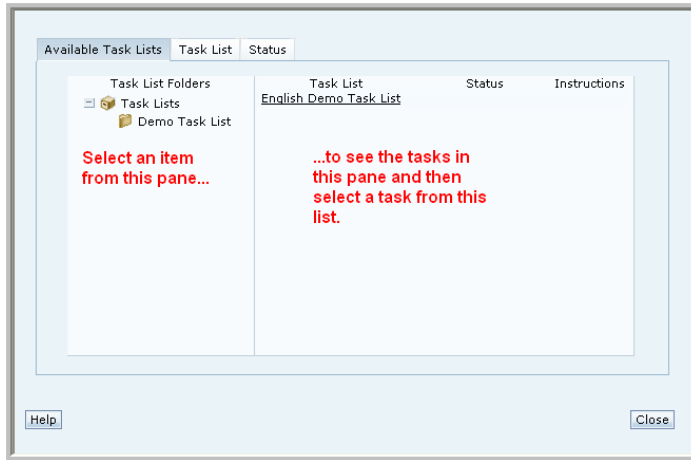 Available Task Lists Task List Status
Task List Folders Task List Status Instructions
Task Lists English Demo Task List
Demo Task List
Select an item
from this pane...
...to see the tasks in
this pane and then
select a task from this
list.
Help Close